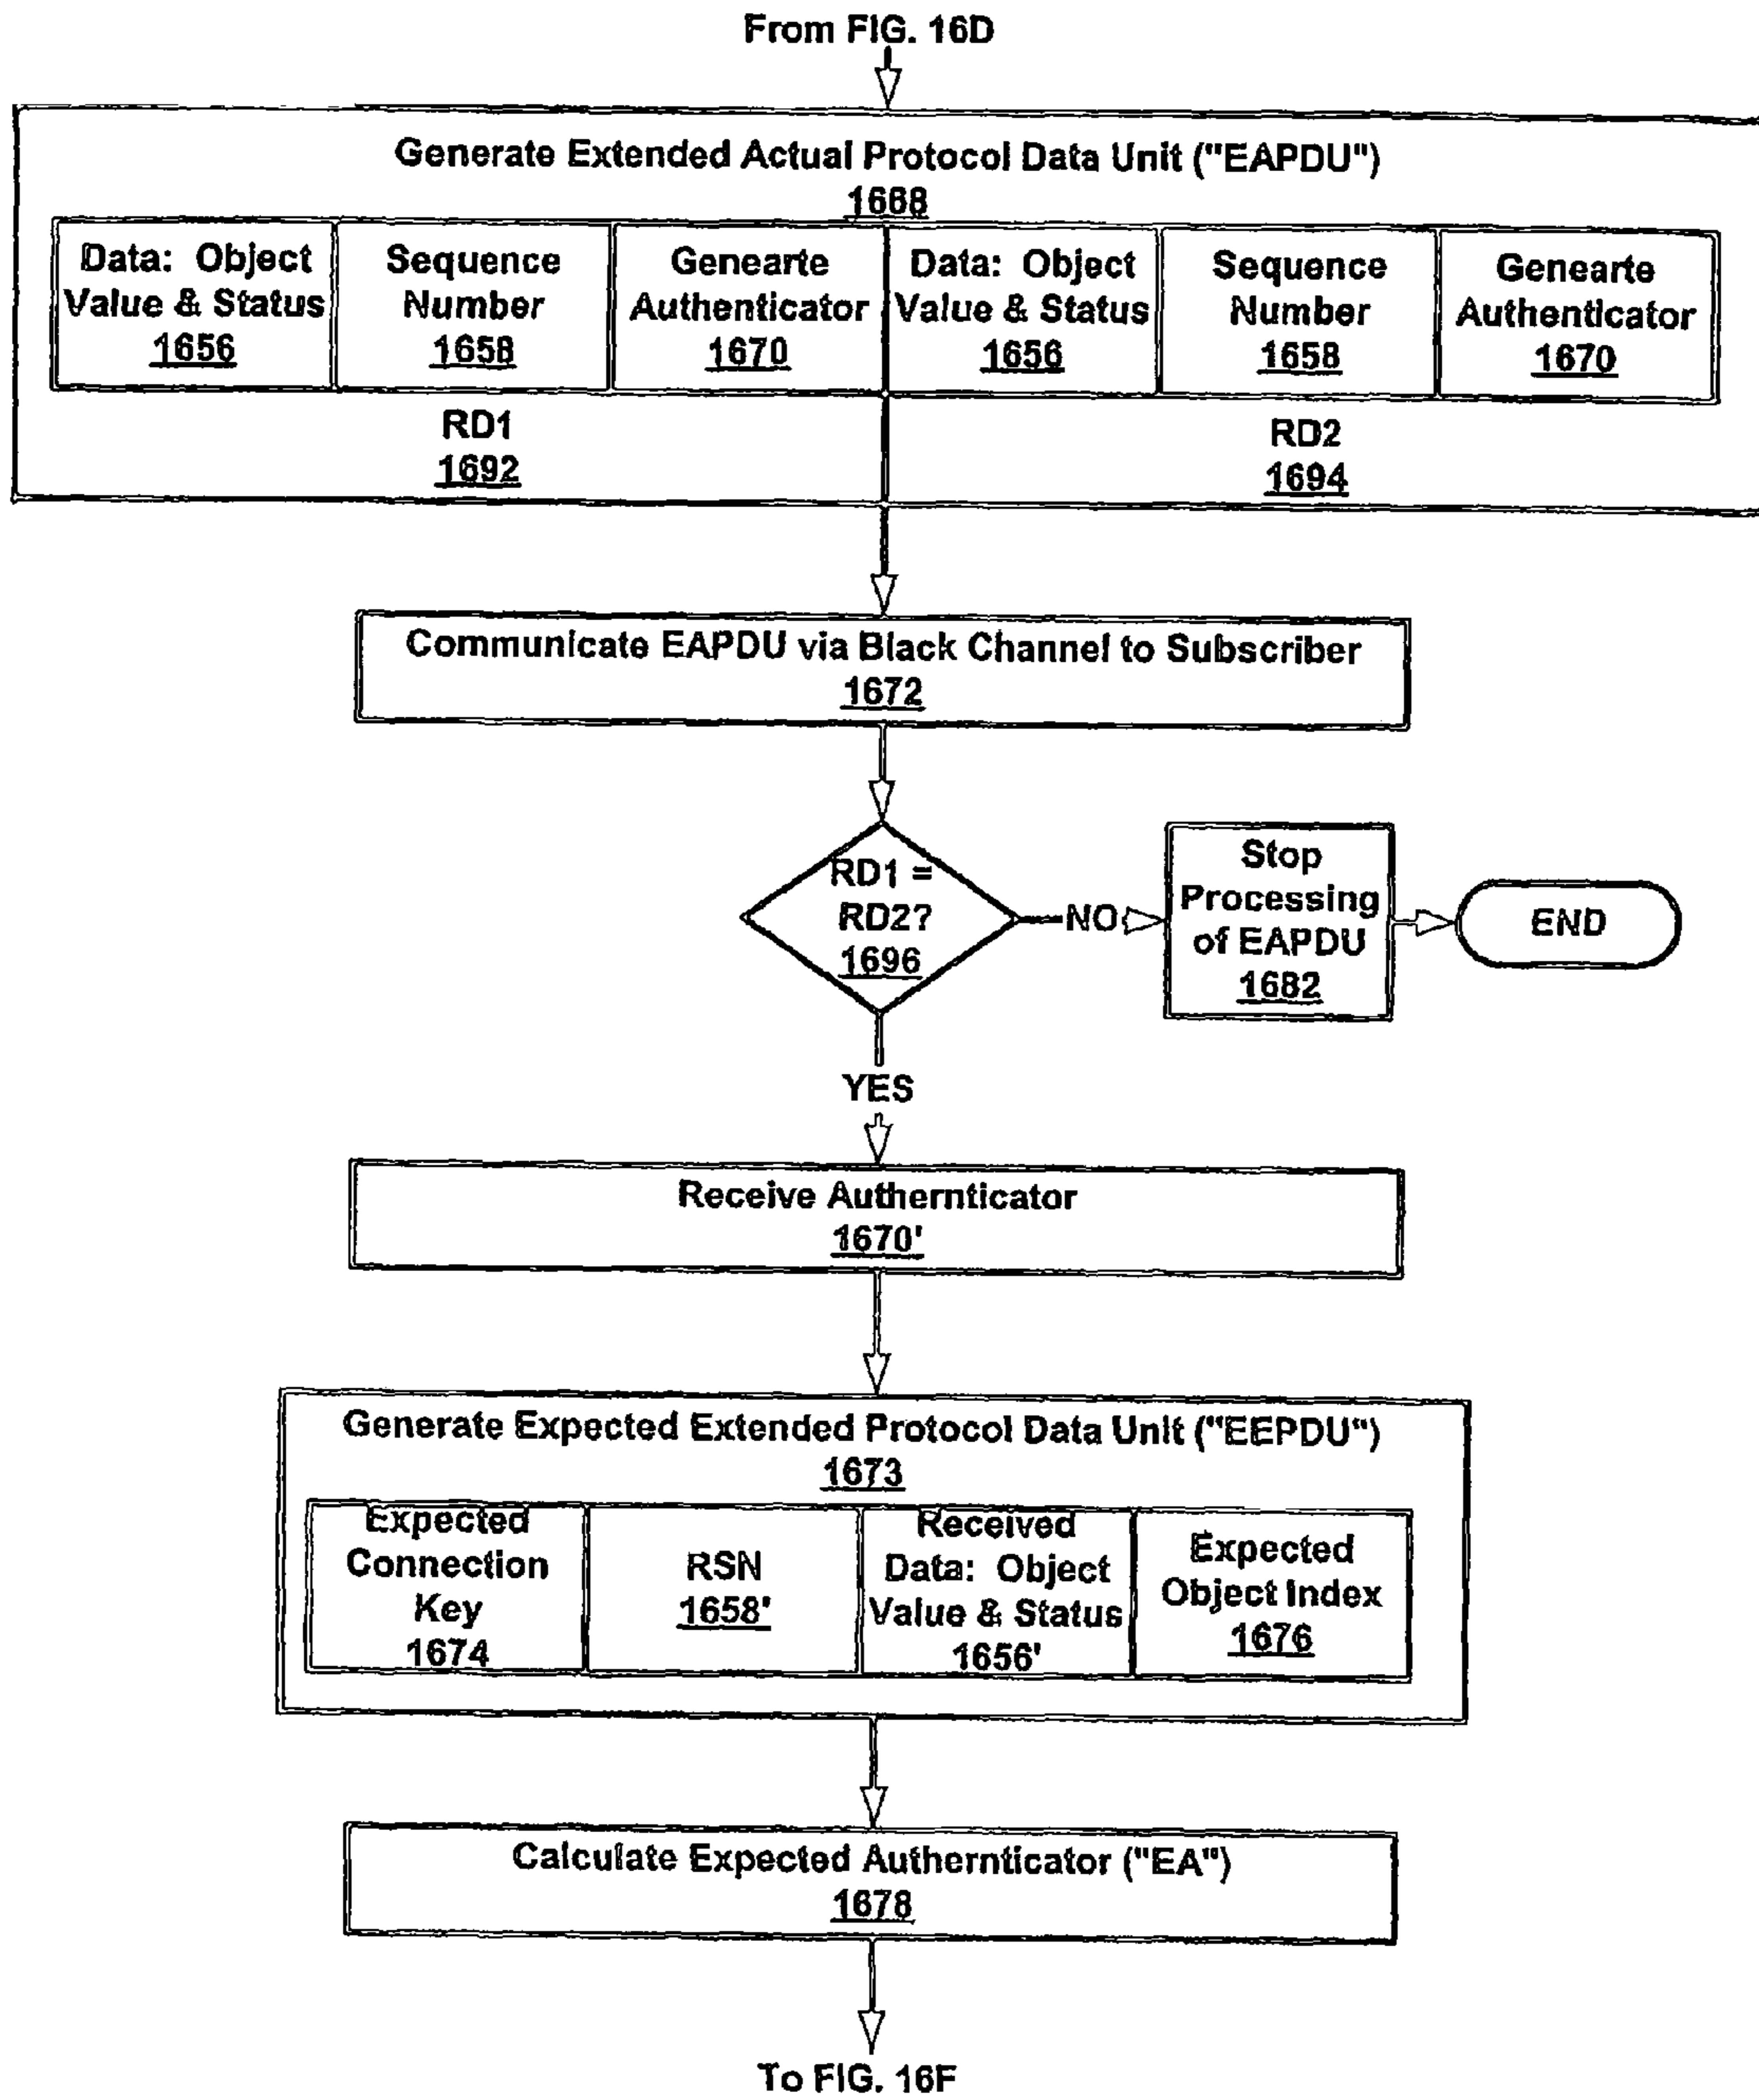 From FIG. 16D
Generate Extended Actual Protocol Data Unit ("EAPDU")
1668
Data: Object
Value & Status
1656
Sequence
Number
1658
Genearte
Authenticator
1670
Data: Object
Value & Status
1656
Sequence
Number
1658
Genearte
Authenticator
1670
RD1
1692
RD2
1694
Communicate EAPDU via Black Channel to Subscriber
1672
RD1 =
RD2?
1696
NO
Stop
Processing
of EAPDU
1682
END
YES
Receive Authernticator
1670'
Generate Expected Extended Protocol Data Unit ("EEPDU")
1673
Expected
Connection
Key
1674
RSN
1658'
Received
Data: Object
Value & Status
1656'
Expected
Object Index
1676
Calculate Expected Authernticator ("EA")
1678
To FIG. 16F